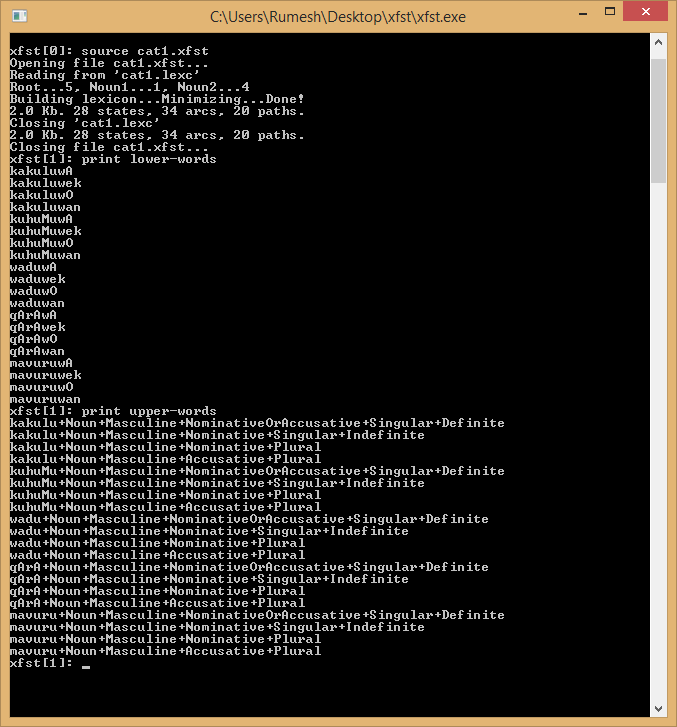 C:\Users\Rumesh\Desktop\xfst\xfst.exe
xfst[0]: source cat1.xfst
Opening file cat1.xfst...
Reading from 'cat1.lexc'
Root...5, Noun1...1, Noun2...4
Building lexicon...Minimizing...Done!
2.0 Kb. 28 states, 34 arcs, 20 paths.
Closing 'cat1.lexc'
2.0 Kb. 28 states, 34 arcs, 20 paths.
Closing file cat1.xfst...
xfst[1]: print lower-words
kakuluwA
kakuluwek
kakuluwO
kakuluwan
kuhuMuwA
kuhuMuwek
kuhuMuwO
kuhuMuwan
waduwA
waduwek
waduwO
waduwan
qArAwA
qArAwek
qArAwO
qArAwan
mavuruwA
mavuruwek
mavuruwO
mavuruwan
xfst[1]: print upper-words
kakulu+Noun+Masculine+NominativeOrAccusative+Singular+Definite
kakulu+Noun+Masculine+Nominative+Singular+Indefinite
kakulu+Noun+Masculine+Nominative+Plural
kakulu+Noun+Masculine+Accusative+Plural
kuhuMu+Noun+Masculine+NominativeOrAccusative+Singular+Definite
kuhuMu+Noun+Masculine+Nominative+Singular+Indefinite
kuhuMu+Noun+Masculine+Nominative+Plural
kuhuMu+Noun+Masculine+Accusative+Plural
wadu+Noun+Masculine+NominativeOrAccusative+Singular+Definite
wadu+Noun+Masculine+Nominative+Singular+Indefinite
wadu+Noun+Masculine+Nominative+Plural
wadu+Noun+Masculine+Accusative+Plural
qArA+Noun+Masculine+NominativeOrAccusative+Singular+Definite
qArA+Noun+Masculine+Nominative+Singular+Indefinite
qArA+Noun+Masculine+Nominative+Plural
qArA+Noun+Masculine+Accusative+Plural
mavuru+Noun+Masculine+NominativeOrAccusative+Singular+Definite
mavuru+Noun+Masculine+Nominative+Singular+Indefinite
mavuru+Noun+Masculine+Nominative+Plural
mavuru+Noun+Masculine+Accusative+Plural
xfst[1]: _